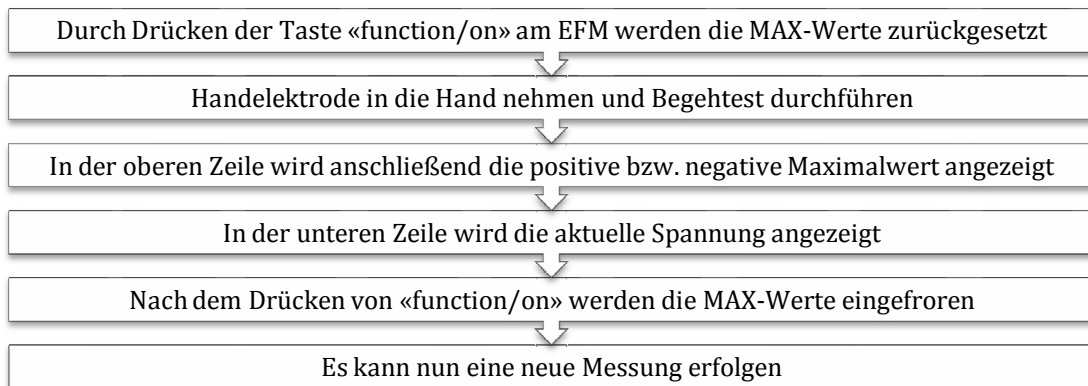 Durch Drücken der Taste «function/on» am EFM werden die MAX-Werte zurückgesetzt
Handelektrode in die Hand nehmen und Begehtest durchführen
In der oberen Zeile wird anschließend die positive bzw. negative Maximalwert angezeigt
In der unteren Zeile wird die aktuelle Spannung angezeigt
Nach dem Drücken von «function/on» werden die MAX-Werte eingefroren
Es kann nun eine neue Messung erfolgen